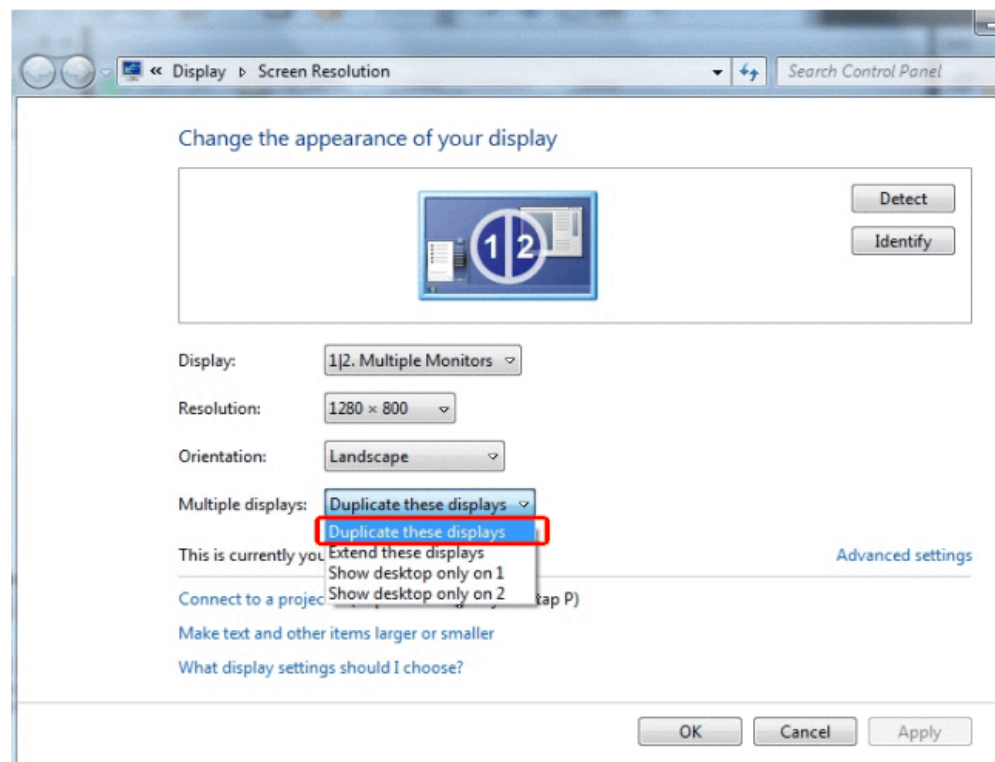 « Display ▹ Screen Resolution
Search Control Panel
Change the appearance of your display
1 2
Detect
Identify
Display: 1|2. Multiple Monitors
Resolution: 1280 × 800
Orientation: Landscape
Multiple displays: Duplicate these displays
Duplicate these displays
This is currently you
Extend these displays
Advanced settings
Show desktop only on 1
Show desktop only on 2
Connect to a projec tap P)
Make text and other items larger or smaller
What display settings should I choose?
OK Cancel Apply